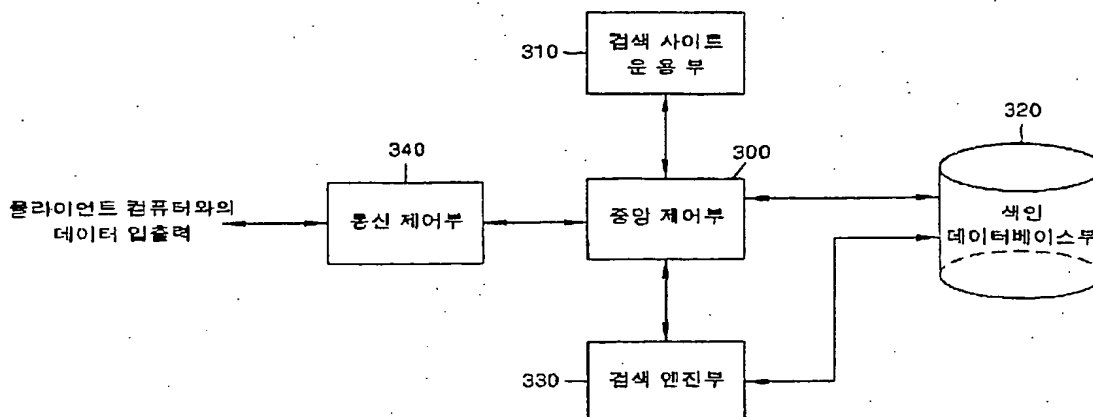 310
검색 사이트
운 용 부
320
340
300
클라이언트 컴퓨터와의
데이터 입출력
통신 제어부
중앙 제어부
색인
데이터베이스부
330
검색 엔진부